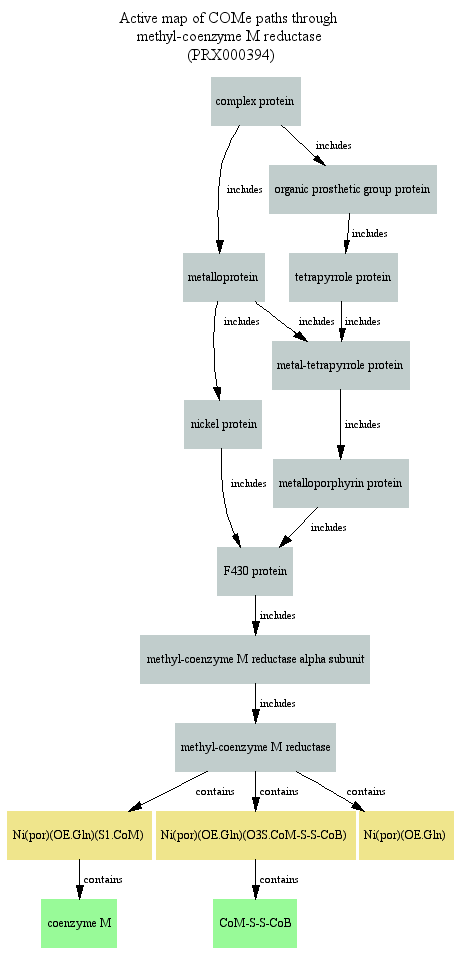 Active map of COMe paths through
methyl-coenzyme M reductase
(PRX000394)
complex protein
includes
organic prosthetic group protein
includes
includes
metalloprotein
tetrapyrrole protein
includes
includes
includes
metal-tetrapyrrole protein
nickel protein
includes
metalloporphyrin protein
includes
includes
F430 protein
includes
methyl-coenzyme M reductase alpha subunit
includes
methyl-coenzyme M reductase
contains
contains
contains
Ni(por)(OE.Gln)(S1.CoM)
Ni(por)(OE.Gln)(O3S.CoM-S-S-CoB)
Ni(por)(OE.Gln)
contains
contains
coenzyme M
CoM-S-S-CoB